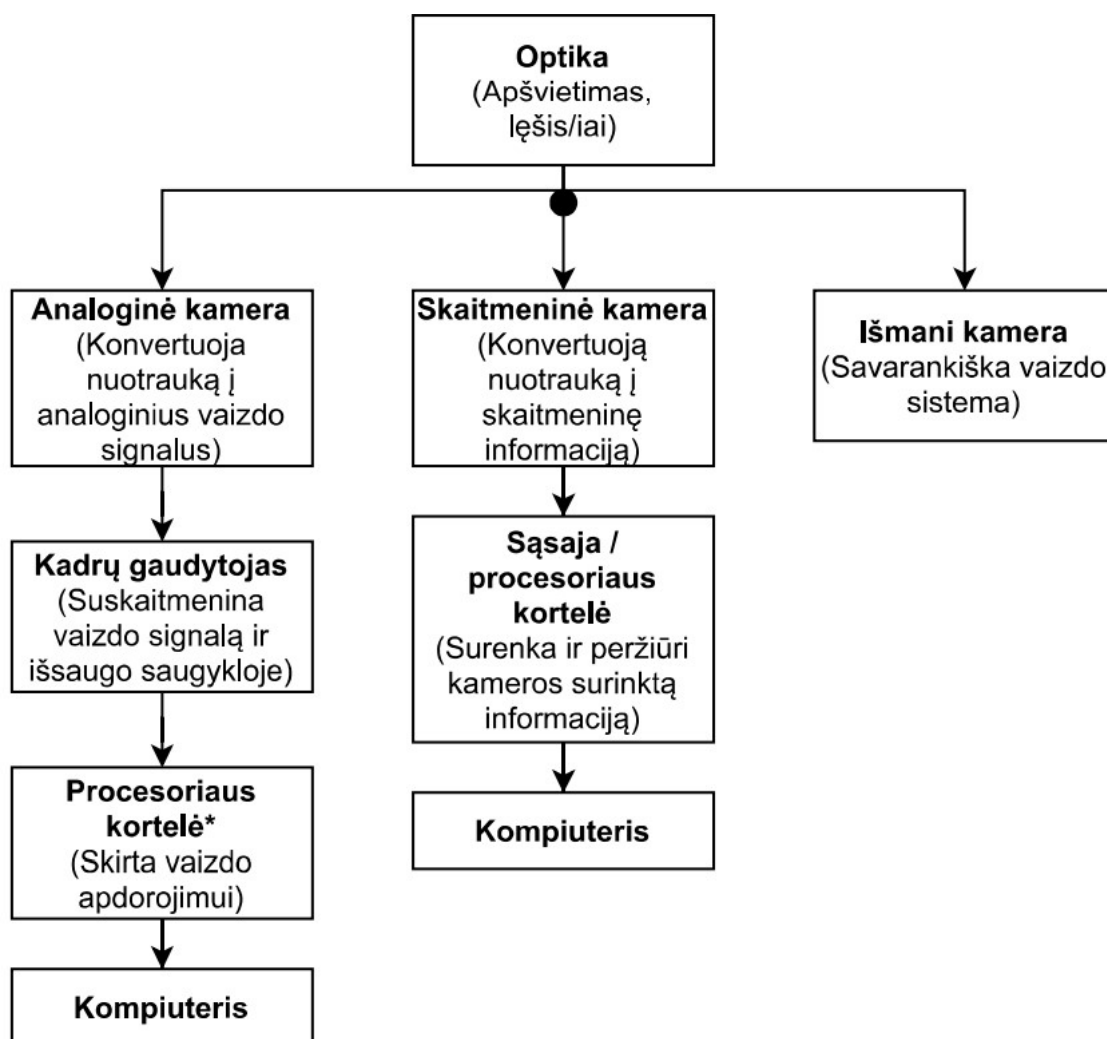 Optika
(Apšvietimas,
lęšis/iai)
Analoginė kamera
(Konvertuoja
nuotrauką į
analoginius vaizdo
signalus)
Skaitmeninė kamera
(Konvertuoją
nuotrauką į
skaitmeninę
informaciją)
Išmani kamera
(Savarankiška vaizdo
sistema)
Kadrų gaudytojas
(Suskaitmenina
vaizdo signalą ir
išsaugo saugykloje)
Sąsaja /
procesoriaus
kortelė
(Surenka ir peržiūri
kameros surinktą
informaciją)
Procesoriaus
kortelė*
(Skirta vaizdo
apdorojimui)
Kompiuteris
Kompiuteris